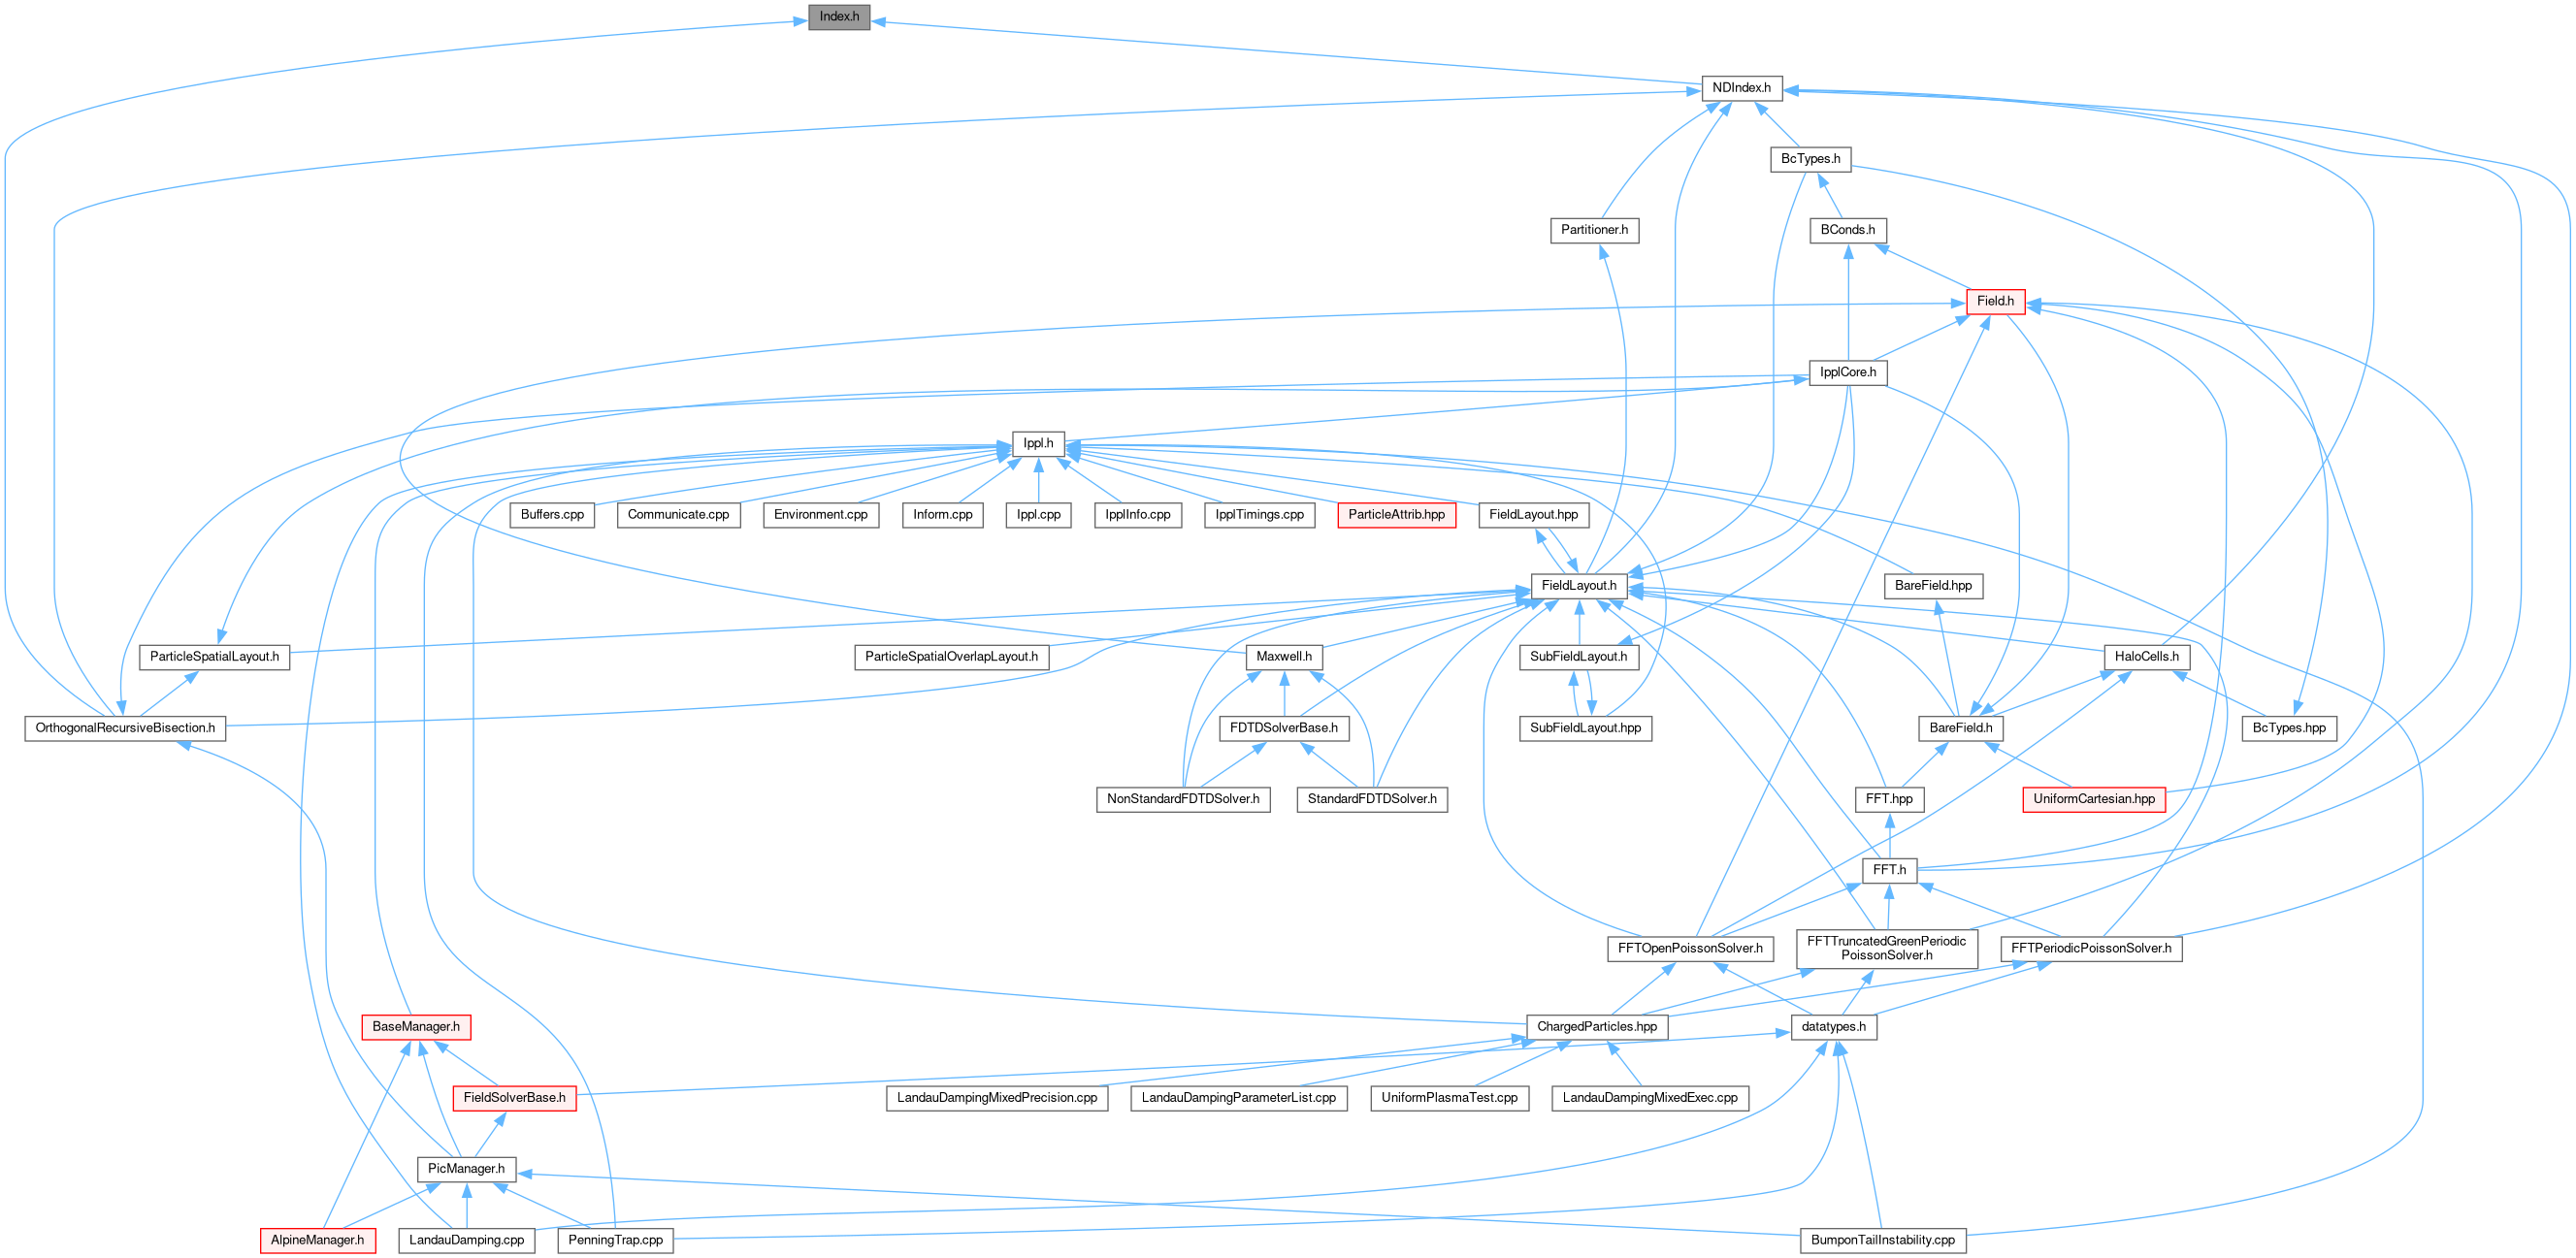 Index.h
NDIndex.h
BcTypes.h
Partitioner.h
BConds.h
Field.h
IpplCore.h
Ippl.h
Buffers.cpp
Communicate.cpp
Environment.cpp
Inform.cpp
Ippl.cpp
IpplInfo.cpp
IpplTimings.cpp
ParticleAttrib.hpp
FieldLayout.hpp
FieldLayout.h
BareField.hpp
ParticleSpatialLayout.h
ParticleSpatialOverlapLayout.h
Maxwell.h
SubFieldLayout.h
HaloCells.h
OrthogonalRecursiveBisection.h
FDTDSolverBase.h
SubFieldLayout.hpp
BareField.h
BcTypes.hpp
NonStandardFDTDSolver.h
StandardFDTDSolver.h
FFT.hpp
UniformCartesian.hpp
FFT.h
FFTOpenPoissonSolver.h
FFTTruncatedGreenPeriodic
PoissonSolver.h
FFTPeriodicPoissonSolver.h
BaseManager.h
ChargedParticles.hpp
datatypes.h
FieldSolverBase.h
LandauDampingMixedPrecision.cpp
LandauDampingParameterList.cpp
UniformPlasmaTest.cpp
LandauDampingMixedExec.cpp
PicManager.h
AlpineManager.h
LandauDamping.cpp
PenningTrap.cpp
BumponTailInstability.cpp